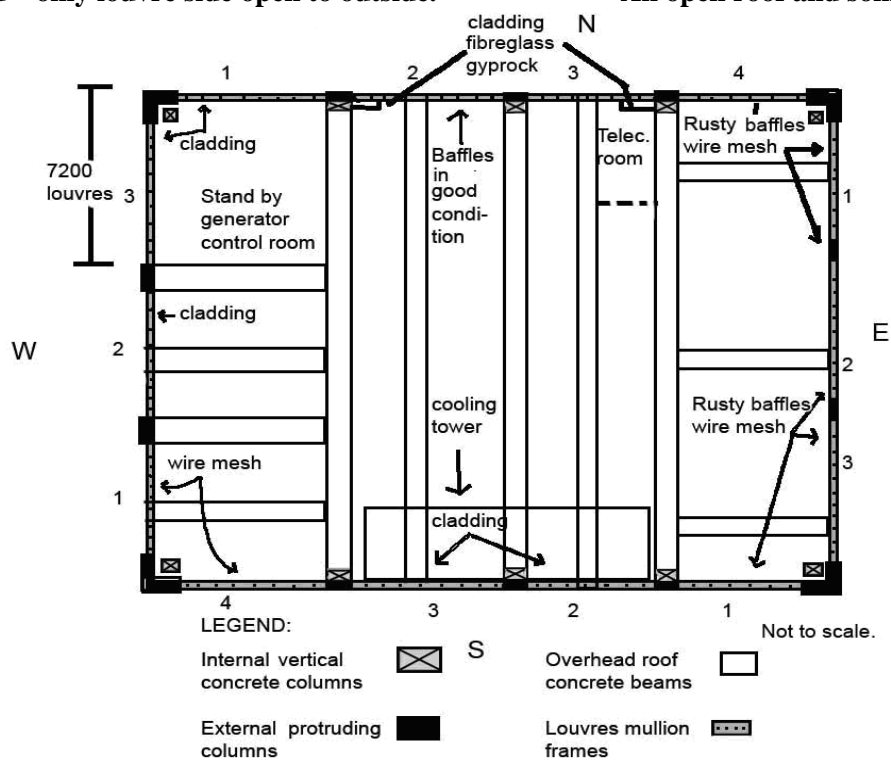 only louvre side open to outside.
An open roof and
cladding
fibreglass
gyprock
N
1
2
3
4
7200
louvres
3
cladding
Stand by
generator
control room
Baffles
in
good
condi-
tion
Telec.
room
Rusty baffles
wire mesh
1
W
cladding
2
E
2
cooling
tower
Rusty baffles
wire mesh
wire mesh
1
3
cladding
4
3
2
1
LEGEND:
S
Not to scale.
Internal vertical
concrete columns
Overhead roof
concrete beams
External protruding
columns
Louvres mullion
frames